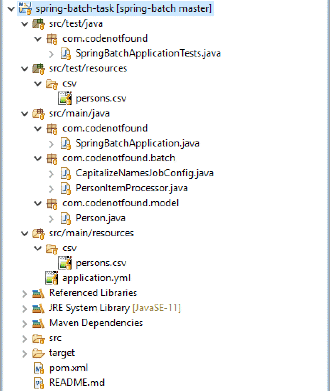 spring-batch-task [spring-batch master]
src/test/java
com.codenotfound
SpringBatchApplicationTests.java
src/test/resources
csv
persons.csv
src/main/java
com.codenotfound
SpringBatchApplication.java
com.codenotfound.batch
CapitalizeNamesJobConfig.java
PersonItemProcessor.java
com.codenotfound.model
Person.java
src/main/resources
csv
persons.csv
application.yml
Referenced Libraries
JRE System Library [JavaSE-11]
Maven Dependencies
src
target
pom.xml
README.md